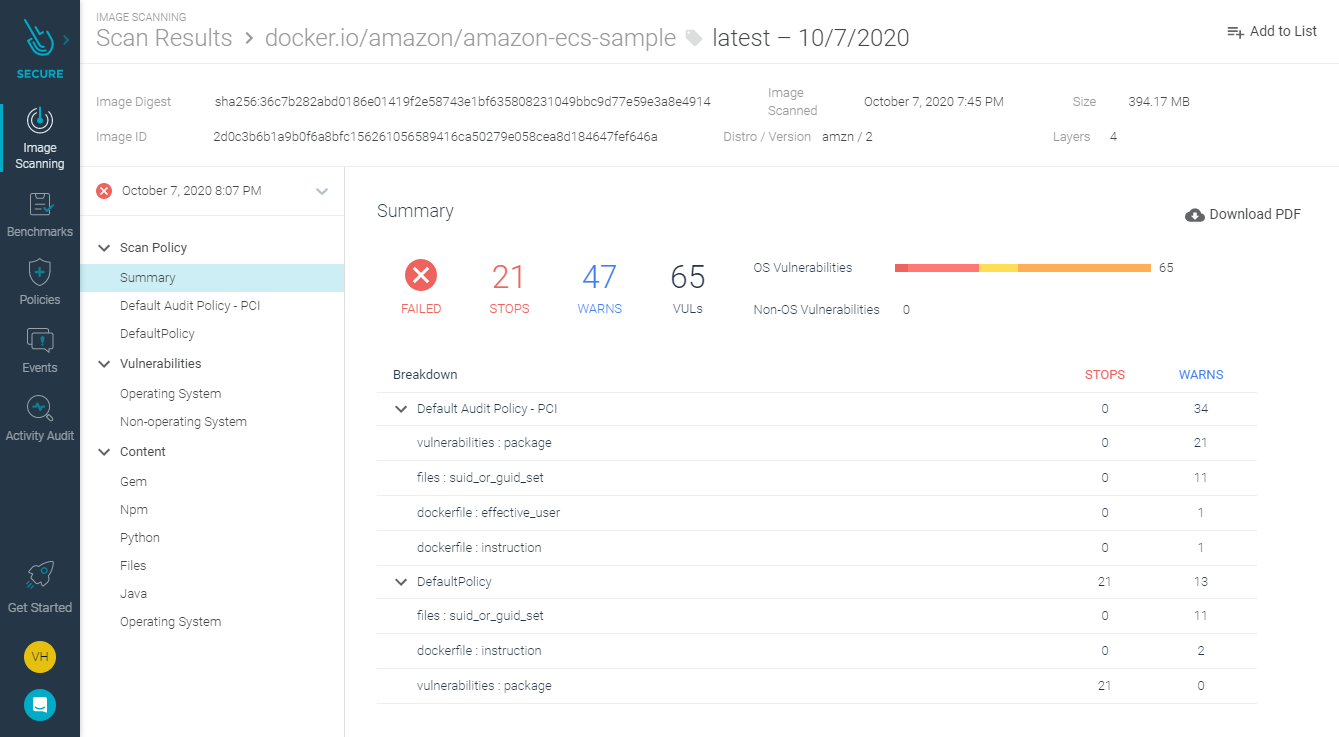 SECURE
Image
Scanning
Benchmarks
Policies
Events
Activity Audit
Get Started
VH
IMAGE SCANNING
Scan Results > docker.io/amazon/amazon-ecs-sample latest – 10/7/2020
Add to List
Image Digest sha256:36c7b282abd0186e01419f2e58743e1bf635808231049bbc9d77e59e3a8e4914 Image Scanned October 7, 2020 7:45 PM Size 394.17 MB
Image ID 2d0c3b6b1a9b0f6a8bfc156261056589416ca50279e058cea8d184647fef646a Distro / Version amzn / 2 Layers 4
October 7, 2020 8:07 PM
Scan Policy
Summary
Default Audit Policy - PCI
DefaultPolicy
Vulnerabilities
Operating System
Non-operating System
Content
Gem
Npm
Python
Files
Java
Operating System
Summary
Download PDF
21 47 65
FAILED STOPS WARNS VULs
OS Vulnerabilities 65
Non-OS Vulnerabilities 0
Breakdown STOPS WARNS
Default Audit Policy - PCI 0 34
vulnerabilities : package 0 21
files : suid_or_guid_set 0 11
dockerfile : effective_user 0 1
dockerfile : instruction 0 1
DefaultPolicy 21 13
files : suid_or_guid_set 0 11
dockerfile : instruction 0 2
vulnerabilities : package 21 0